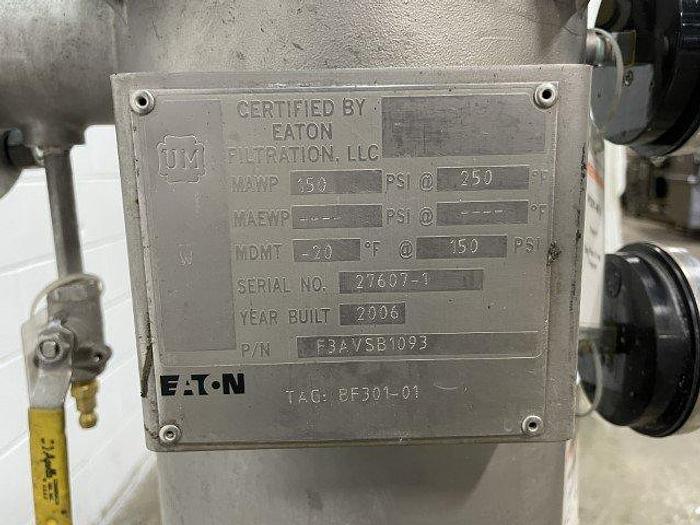 CERTIFIED BY
EATON
FILTRATION, LLC
UM
W
MAWP 150 PSI @ 250 °F
MAEWP ---- PSI @ ---- °F
MDMT -20 °F @ 150 PSI
SERIAL NO. 27607-1
YEAR BUILT 2006
P/N F3AVSB1093
EATON
TAG: BF301-01
Apollo